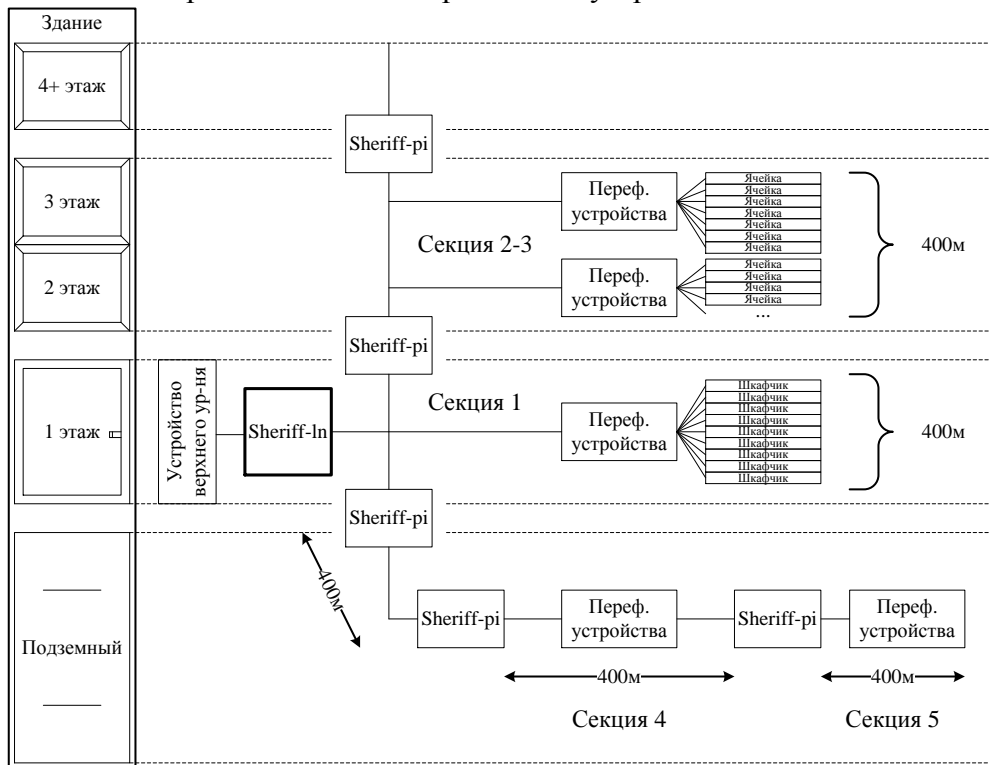 Здание
4+ этаж
Sheriff-pi
3 этаж
Переф.
устройства
Ячейка
Ячейка
Ячейка
Ячейка
Ячейка
Ячейка
Ячейка
Секция 2-3
400м
2 этаж
Переф.
устройства
Ячейка
Ячейка
Ячейка
Ячейка
...
Sheriff-pi
1 этаж
Устройство
верхнего ур-ня
Sheriff-ln
Секция 1
Переф.
устройства
Шкафчик
Шкафчик
Шкафчик
Шкафчик
Шкафчик
Шкафчик
Шкафчик
Шкафчик
Шкафчик
400м
Sheriff-pi
400м
Подземный
Sheriff-pi
Переф.
устройства
Sheriff-pi
Переф.
устройства
400м
400м
Секция 4
Секция 5